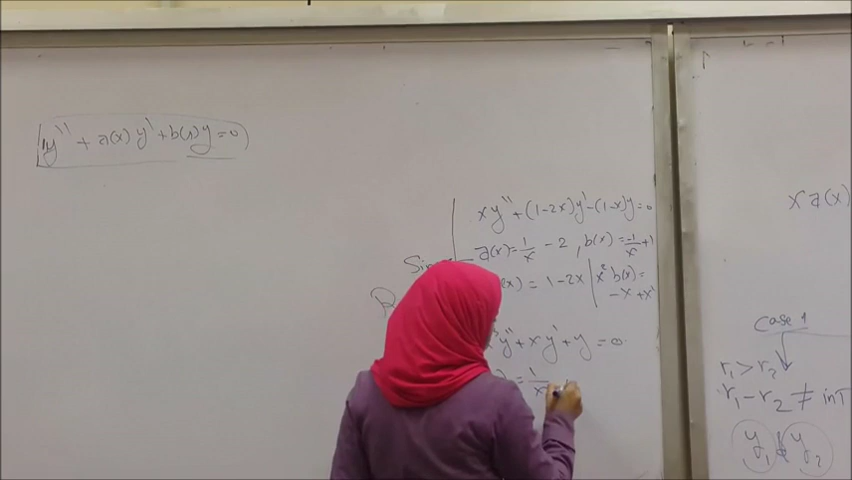 y'' + a(x) y' + b(x) y = 0
xy'' + (1-2x)y' - (1-x)y = 0
a(x) = 1/x - 2 , b(x) = -1/x + 1
(x) = 1-2x | x² b(x) =
-x + x²
y'' + x y' + y = 0
= 1/x
x a(x)
Case 1
r₁ > r₂
r₁ - r₂ ≠ inT
y₁ & y₂